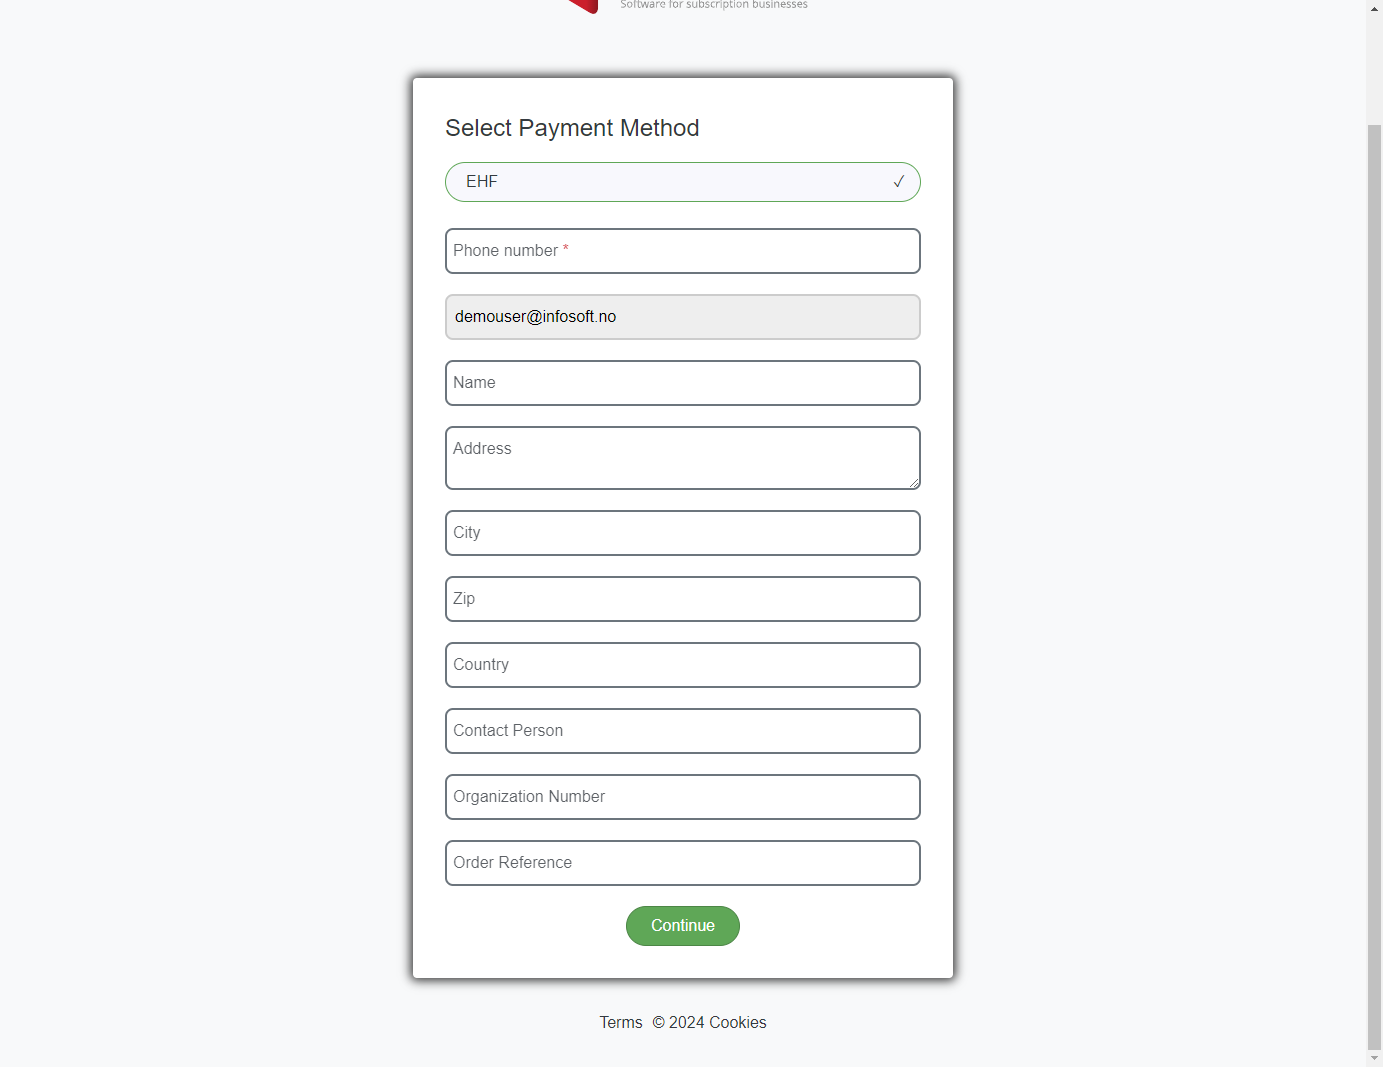 Software for subscription businesses
Select Payment Method
EHF
Phone number *
demouser@infosoft.no
Name
Address
City
Zip
Country
Contact Person
Organization Number
Order Reference
Continue
Terms © 2024 Cookies